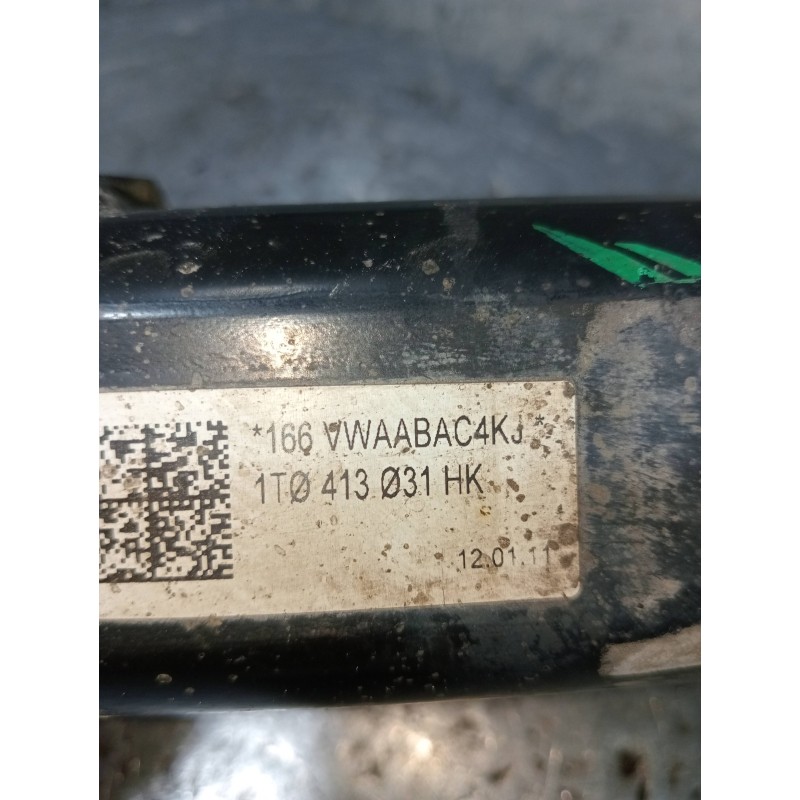 *166 VWAABAC4KJ *
1TØ 413 Ø31 HK
12.01.11